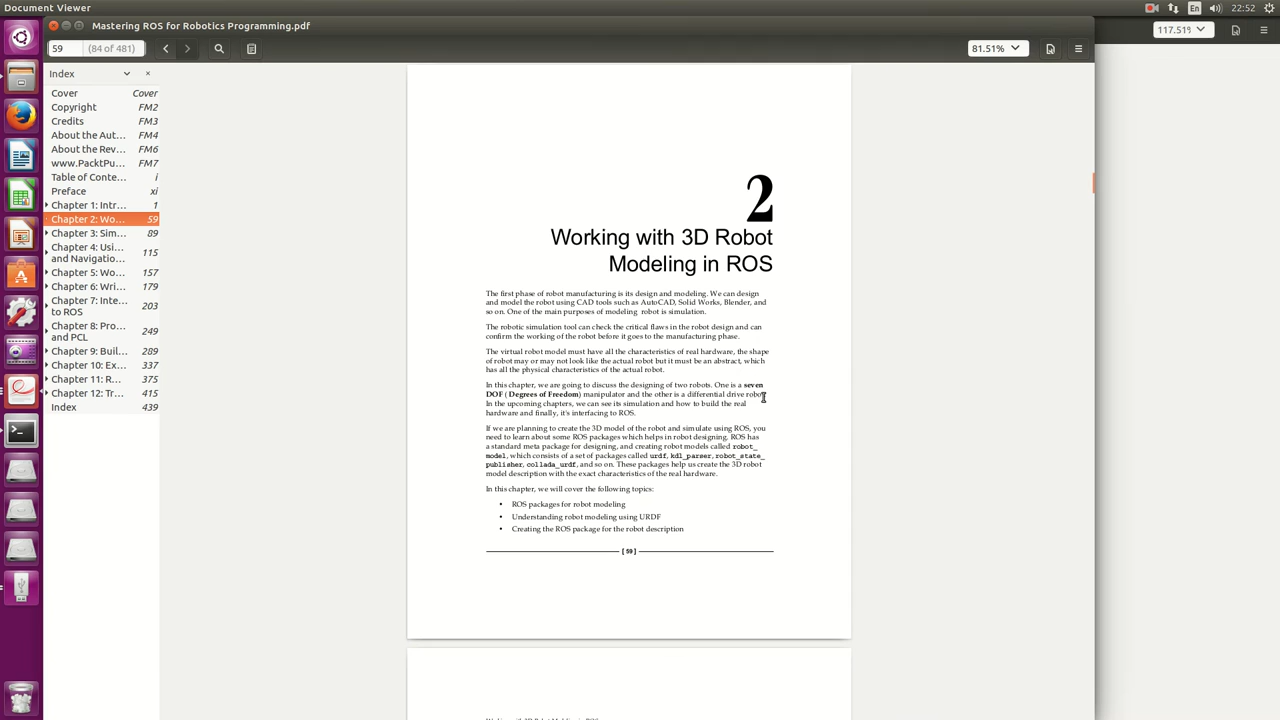 Document Viewer
En
22:52
Mastering ROS for Robotics Programming.pdf
117.51%
59
(84 of 481)
81.51%
Index
Cover Cover
Copyright FM2
Credits FM3
About the Aut... FM4
About the Rev... FM6
www.PacktPu... FM7
Table of Conte... i
Preface xi
Chapter 1: Intr... 1
Chapter 2: Wo... 59
Chapter 3: Sim... 89
Chapter 4: Usi...
and Navigatio... 115
Chapter 5: Wo... 157
Chapter 6: Wri... 179
Chapter 7: Inte...
to ROS 203
Chapter 8: Pro...
and PCL 249
Chapter 9: Buil... 289
Chapter 10: Ex... 337
Chapter 11: R... 375
Chapter 12: Tr... 415
Index 439
2
Working with 3D Robot
Modeling in ROS
The first phase of robot manufacturing is its design and modeling. We can design
and model the robot using CAD tools such as AutoCAD, Solid Works, Blender, and
so on. One of the main purposes of modeling robot is simulation.
The robotic simulation tool can check the critical flaws in the robot design and can
confirm the working of the robot before it goes to the manufacturing phase.
The virtual robot model must have all the characteristics of real hardware, the shape
of robot may or may not look like the actual robot but it must be an abstract, which
has all the physical characteristics of the actual robot.
In this chapter, we are going to discuss the designing of two robots. One is a seven
DOF ( Degrees of Freedom) manipulator and the other is a differential drive robot.
In the upcoming chapters, we can see its simulation and how to build the real
hardware and finally, it's interfacing to ROS.
If we are planning to create the 3D model of the robot and simulate using ROS, you
need to learn about some ROS packages which helps in robot designing. ROS has
a standard meta package for designing, and creating robot models called robot_
model, which consists of a set of packages called urdf, kdl_parser, robot_state_
publisher, collada_urdf, and so on. These packages help us create the 3D robot
model description with the exact characteristics of the real hardware.
In this chapter, we will cover the following topics:
• ROS packages for robot modeling
• Understanding robot modeling using URDF
• Creating the ROS package for the robot description
[ 59 ]